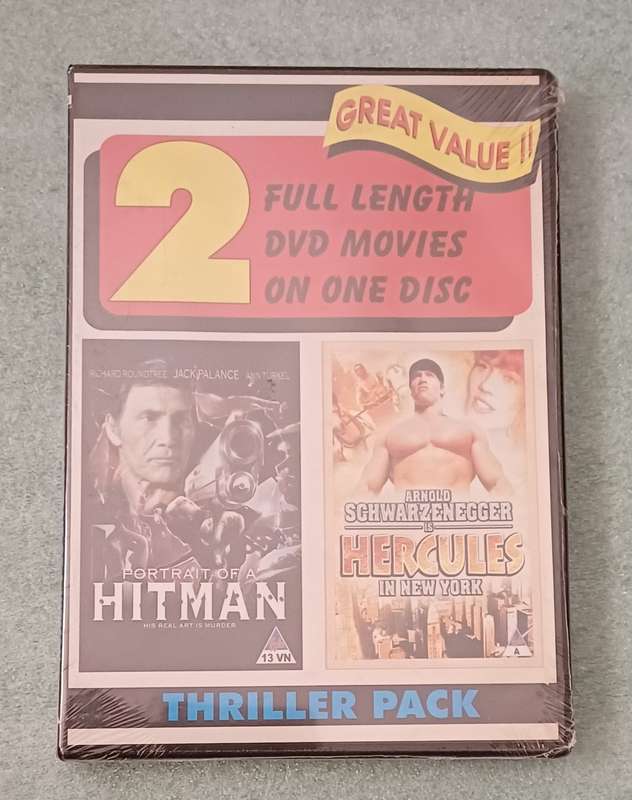 GREAT VALUE !!
2
FULL LENGTH
DVD MOVIES
ON ONE DISC
RICHARD ROUNDTREE JACK PALANCE ANN TURKEL
PORTRAIT OF A
HITMAN
HIS REAL ART IS MURDER
13 VN
ARNOLD
SCHWARZENEGGER
IS
HERCULES
IN NEW YORK
A
THRILLER PACK